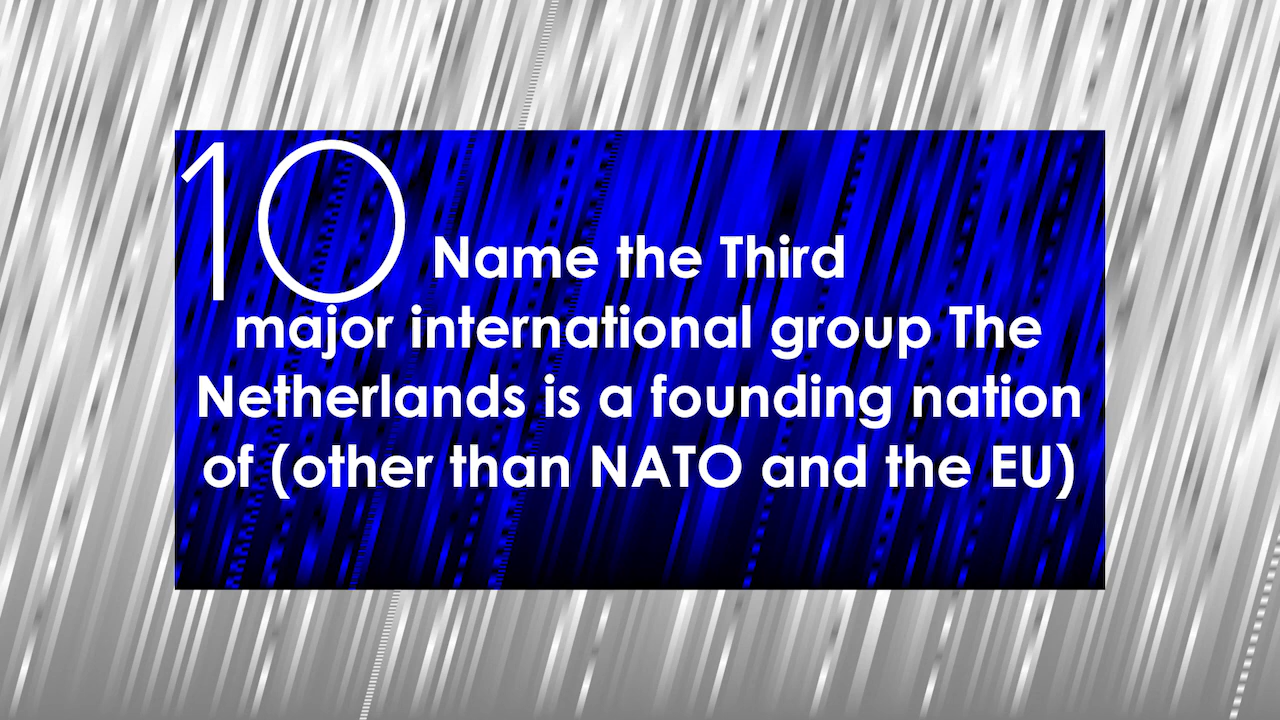 10
Name the Third
major international group The
Netherlands is a founding nation
of (other than NATO and the EU)